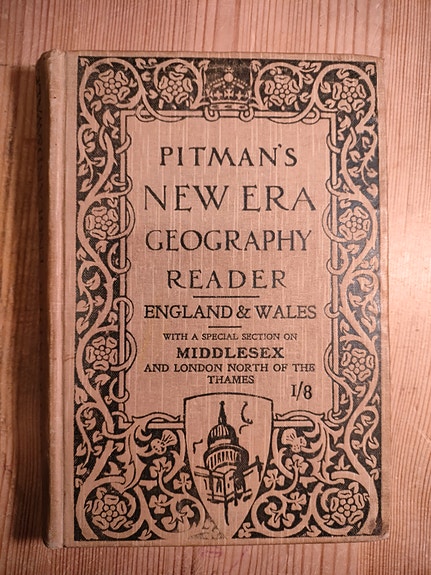 PITMAN'S
NEW ERA
GEOGRAPHY
READER
ENGLAND & WALES
WITH A SPECIAL SECTION ON
MIDDLESEX
AND LONDON NORTH OF THE
THAMES
1/8